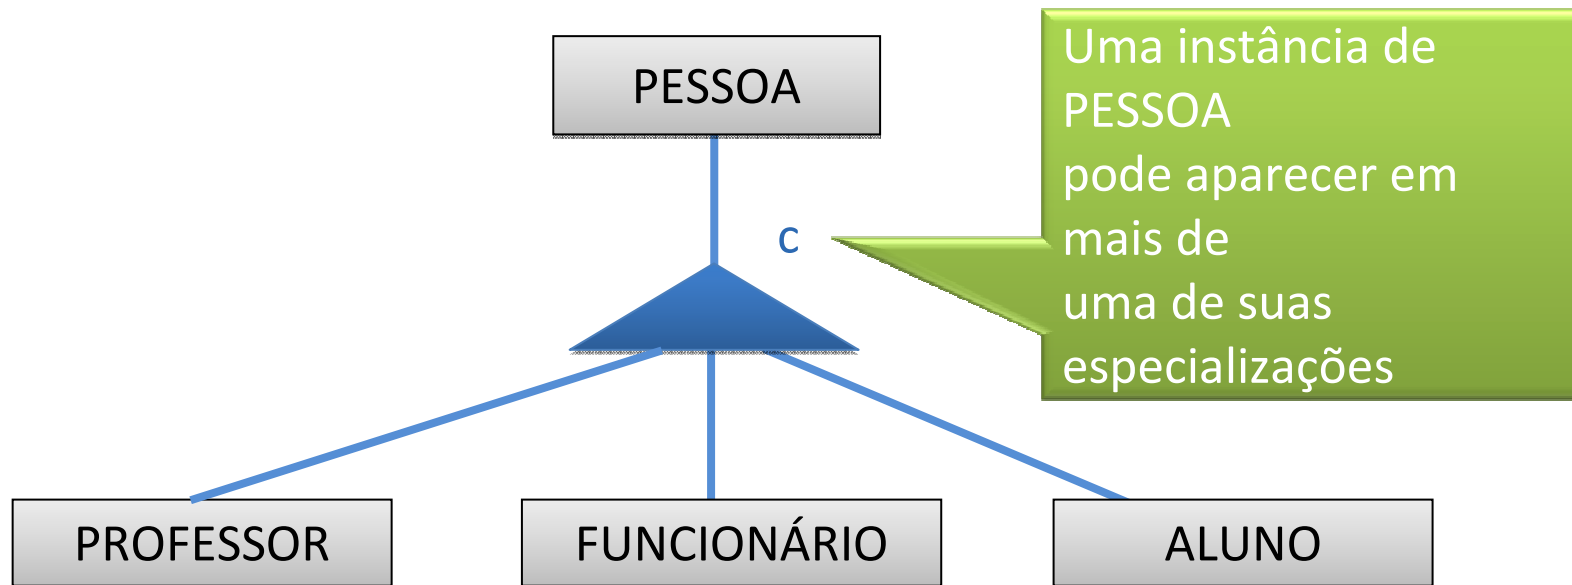 PESSOA
Uma instância de
PESSOA
pode aparecer em
mais de
uma de suas
especializações
c
PROFESSOR
FUNCIONÁRIO
ALUNO